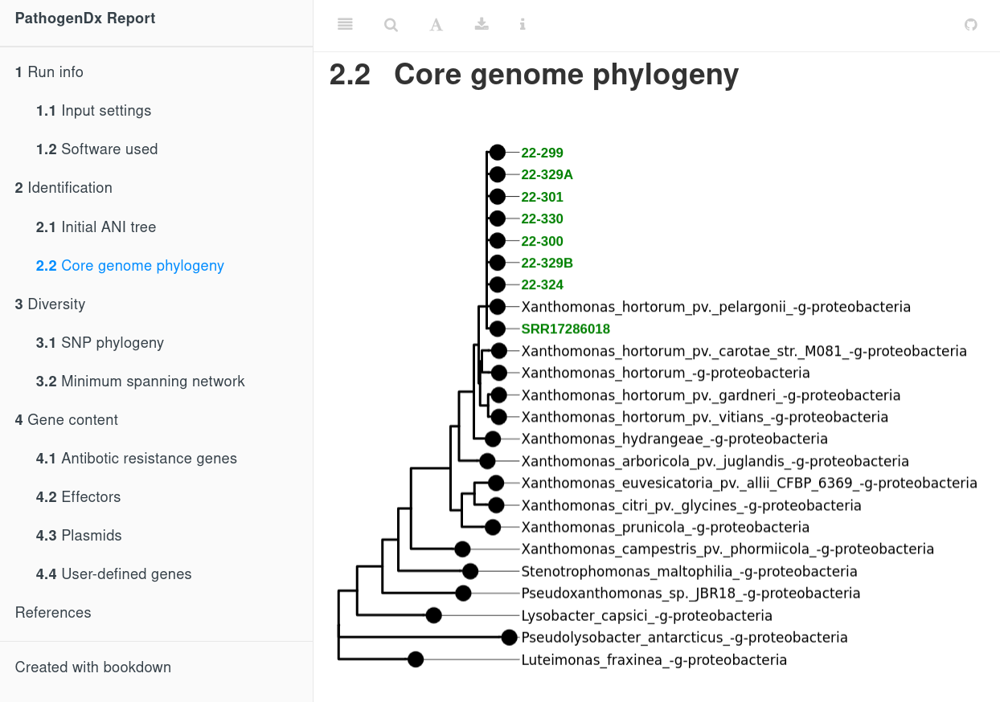 PathogenDx Report
1 Run info
1.1 Input settings
1.2 Software used
2 Identification
2.1 Initial ANI tree
2.2 Core genome phylogeny
3 Diversity
3.1 SNP phylogeny
3.2 Minimum spanning network
4 Gene content
4.1 Antibotic resistance genes
4.2 Effectors
4.3 Plasmids
4.4 User-defined genes
References
Created with bookdown
2.2 Core genome phylogeny
22-299
22-329A
22-301
22-330
22-300
22-329B
22-324
Xanthomonas_hortorum_pv._pelargonii_-g-proteobacteria
SRR17286018
Xanthomonas_hortorum_pv._carotae_str._M081_-g-proteobacteria
Xanthomonas_hortorum_-g-proteobacteria
Xanthomonas_hortorum_pv._gardneri_-g-proteobacteria
Xanthomonas_hortorum_pv._vitians_-g-proteobacteria
Xanthomonas_hydrangeae_-g-proteobacteria
Xanthomonas_arboricola_pv._juglandis_-g-proteobacteria
Xanthomonas_euvesicatoria_pv._allii_CFBP_6369_-g-proteobacteria
Xanthomonas_citri_pv._glycines_-g-proteobacteria
Xanthomonas_prunicola_-g-proteobacteria
Xanthomonas_campestris_pv._phormiicola_-g-proteobacteria
Stenotrophomonas_maltophilia_-g-proteobacteria
Pseudoxanthomonas_sp._JBR18_-g-proteobacteria
Lysobacter_capsici_-g-proteobacteria
Pseudolysobacter_antarcticus_-g-proteobacteria
Luteimonas_fraxinea_-g-proteobacteria